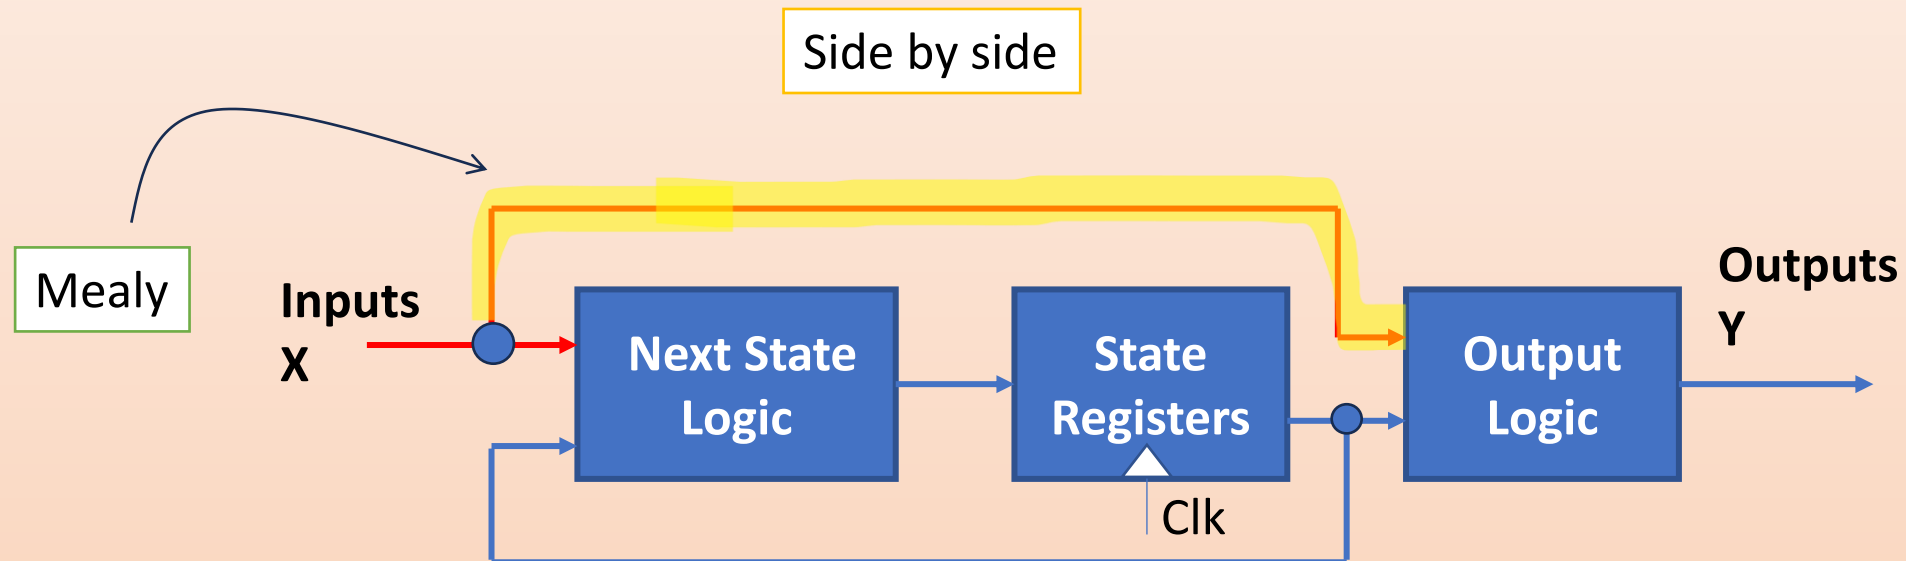 Side by side
Mealy
Inputs
X
Next State
Logic
State
Registers
Clk
Output
Logic
Outputs
Y